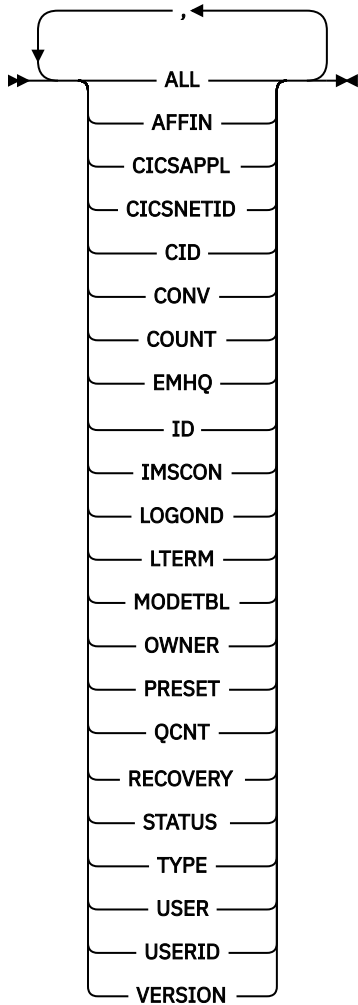 ,
ALL
AFFIN
CICSAPPL
CICSNETID
CID
CONV
COUNT
EMHQ
ID
IMSCON
LOGOND
LTERM
MODETBL
OWNER
PRESET
QCNT
RECOVERY
STATUS
TYPE
USER
USERID
VERSION